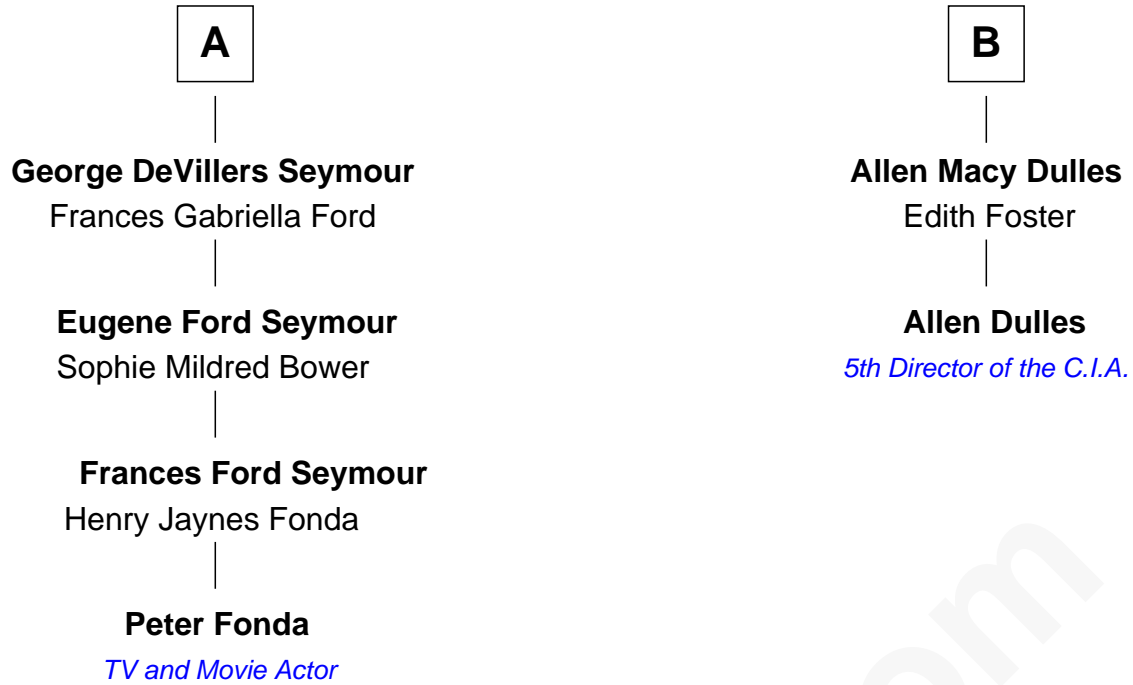 A
George DeVillers Seymour
Frances Gabriella Ford
Eugene Ford Seymour
Sophie Mildred Bower
Frances Ford Seymour
Henry Jaynes Fonda
Peter Fonda
TV and Movie Actor
B
Allen Macy Dulles
Edith Foster
Allen Dulles
5th Director of the C.I.A.
om